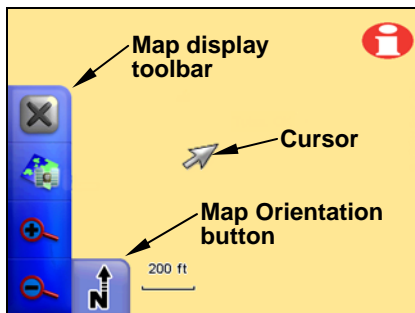 Map display
toolbar
Cursor
Map Orientation
button
200 ft
N